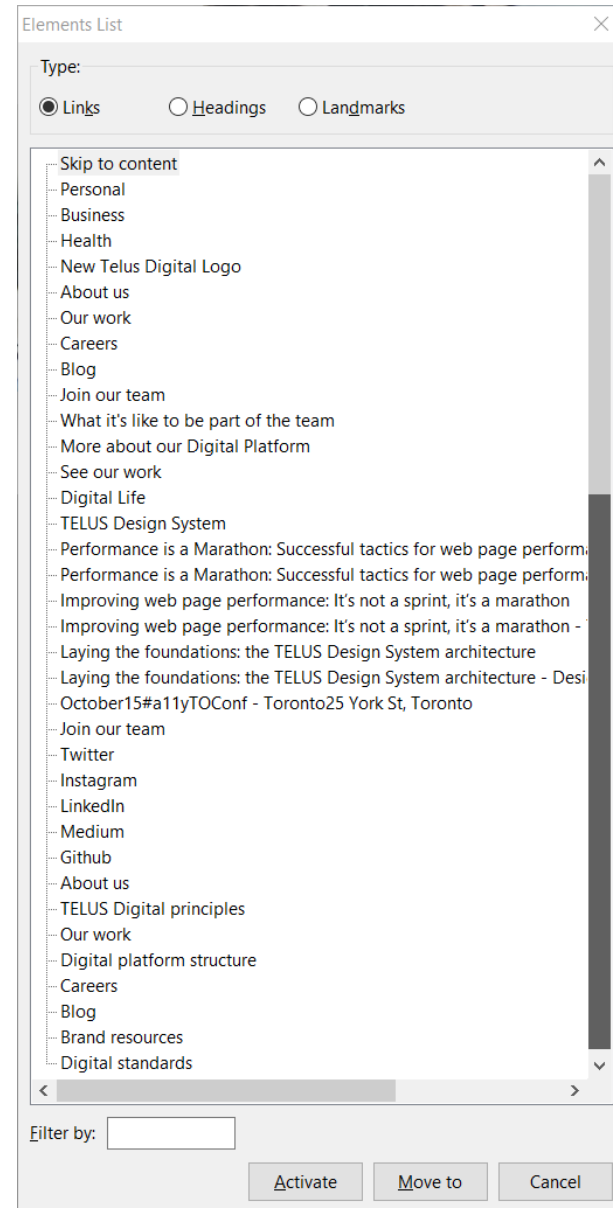 Elements List
Type:
Links Headings Landmarks
Skip to content
Personal
Business
Health
New Telus Digital Logo
About us
Our work
Careers
Blog
Join our team
What it's like to be part of the team
More about our Digital Platform
See our work
Digital Life
TELUS Design System
Performance is a Marathon: Successful tactics for web page performa
Performance is a Marathon: Successful tactics for web page performa
Improving web page performance: It’s not a sprint, it’s a marathon
Improving web page performance: It’s not a sprint, it’s a marathon -
Laying the foundations: the TELUS Design System architecture
Laying the foundations: the TELUS Design System architecture - Desi
October15#a11yTOConf - Toronto25 York St, Toronto
Join our team
Twitter
Instagram
LinkedIn
Medium
Github
About us
TELUS Digital principles
Our work
Digital platform structure
Careers
Blog
Brand resources
Digital standards
Filter by:
Activate Move to Cancel